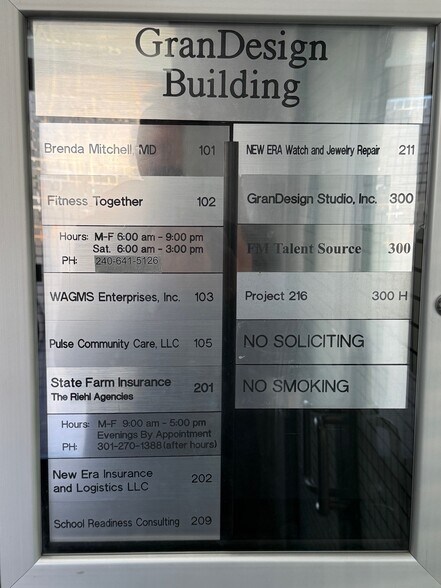 GranDesign
Building
Brenda Mitchell, MD 101
Fitness Together 102
Hours: M-F 6:00 am - 9:00 pm
Sat. 6:00 am - 3:00 pm
PH: 240-641-5126
WAGMS Enterprises, Inc. 103
Pulse Community Care, LLC 105
State Farm Insurance 201
The Riehl Agencies
Hours: M-F 9:00 am - 5:00 pm
Evenings By Appointment
PH: 301-270-1388 (after hours)
New Era Insurance
and Logistics LLC 202
School Readiness Consulting 209
NEW ERA Watch and Jewelry Repair 211
GranDesign Studio, Inc. 300
FM Talent Source 300
Project 216 300 H
NO SOLICITING
NO SMOKING